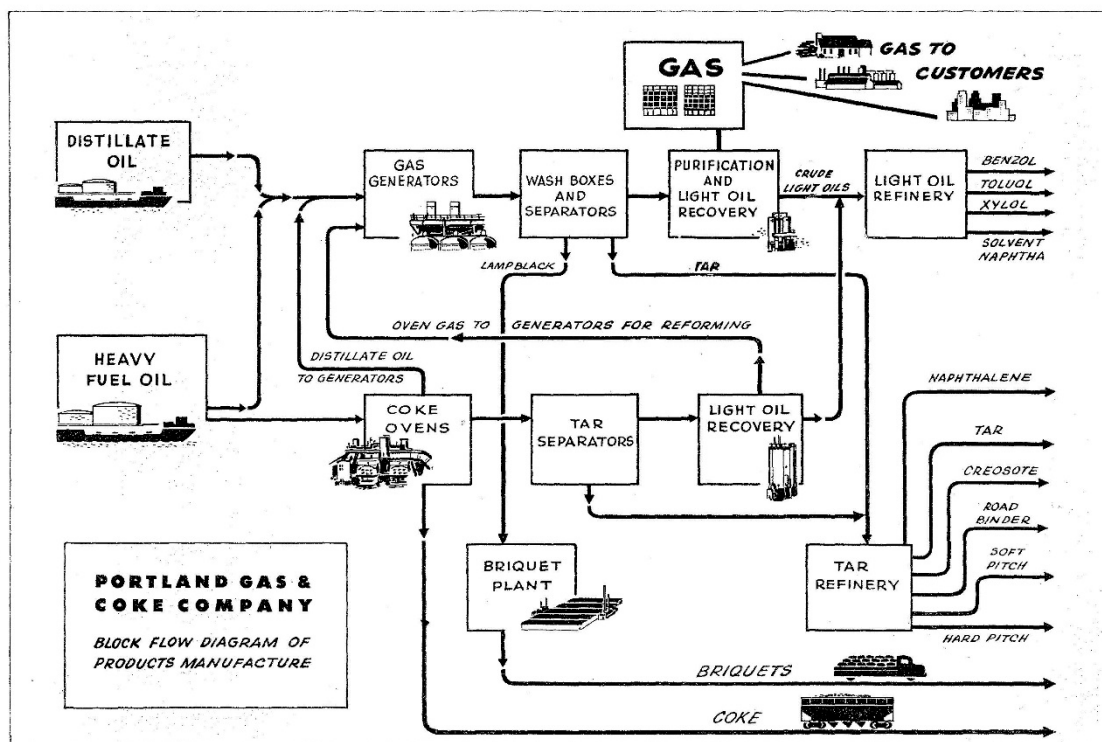 GAS
GAS TO
CUSTOMERS
DISTILLATE
OIL
GAS
GENERATORS
WASH BOXES
AND
SEPARATORS
PURIFICATION
AND
LIGHT OIL
RECOVERY
CRUDE
LIGHT OILS
LIGHT OIL
REFINERY
BENZOL
TOLUOL
XYLOL
SOLVENT
NAPHTHA
LAMPBLACK
TAR
OVEN GAS TO GENERATORS FOR REFORMING
HEAVY
FUEL OIL
DISTILLATE OIL
TO GENERATORS
COKE
OVENS
TAR
SEPARATORS
LIGHT OIL
RECOVERY
NAPHTHALENE
TAR
CREOSOTE
ROAD
BINDER
SOFT
PITCH
HARD PITCH
BRIQUET
PLANT
TAR
REFINERY
PORTLAND GAS &
COKE COMPANY
BLOCK FLOW DIAGRAM OF
PRODUCTS MANUFACTURE
BRIQUETS
COKE